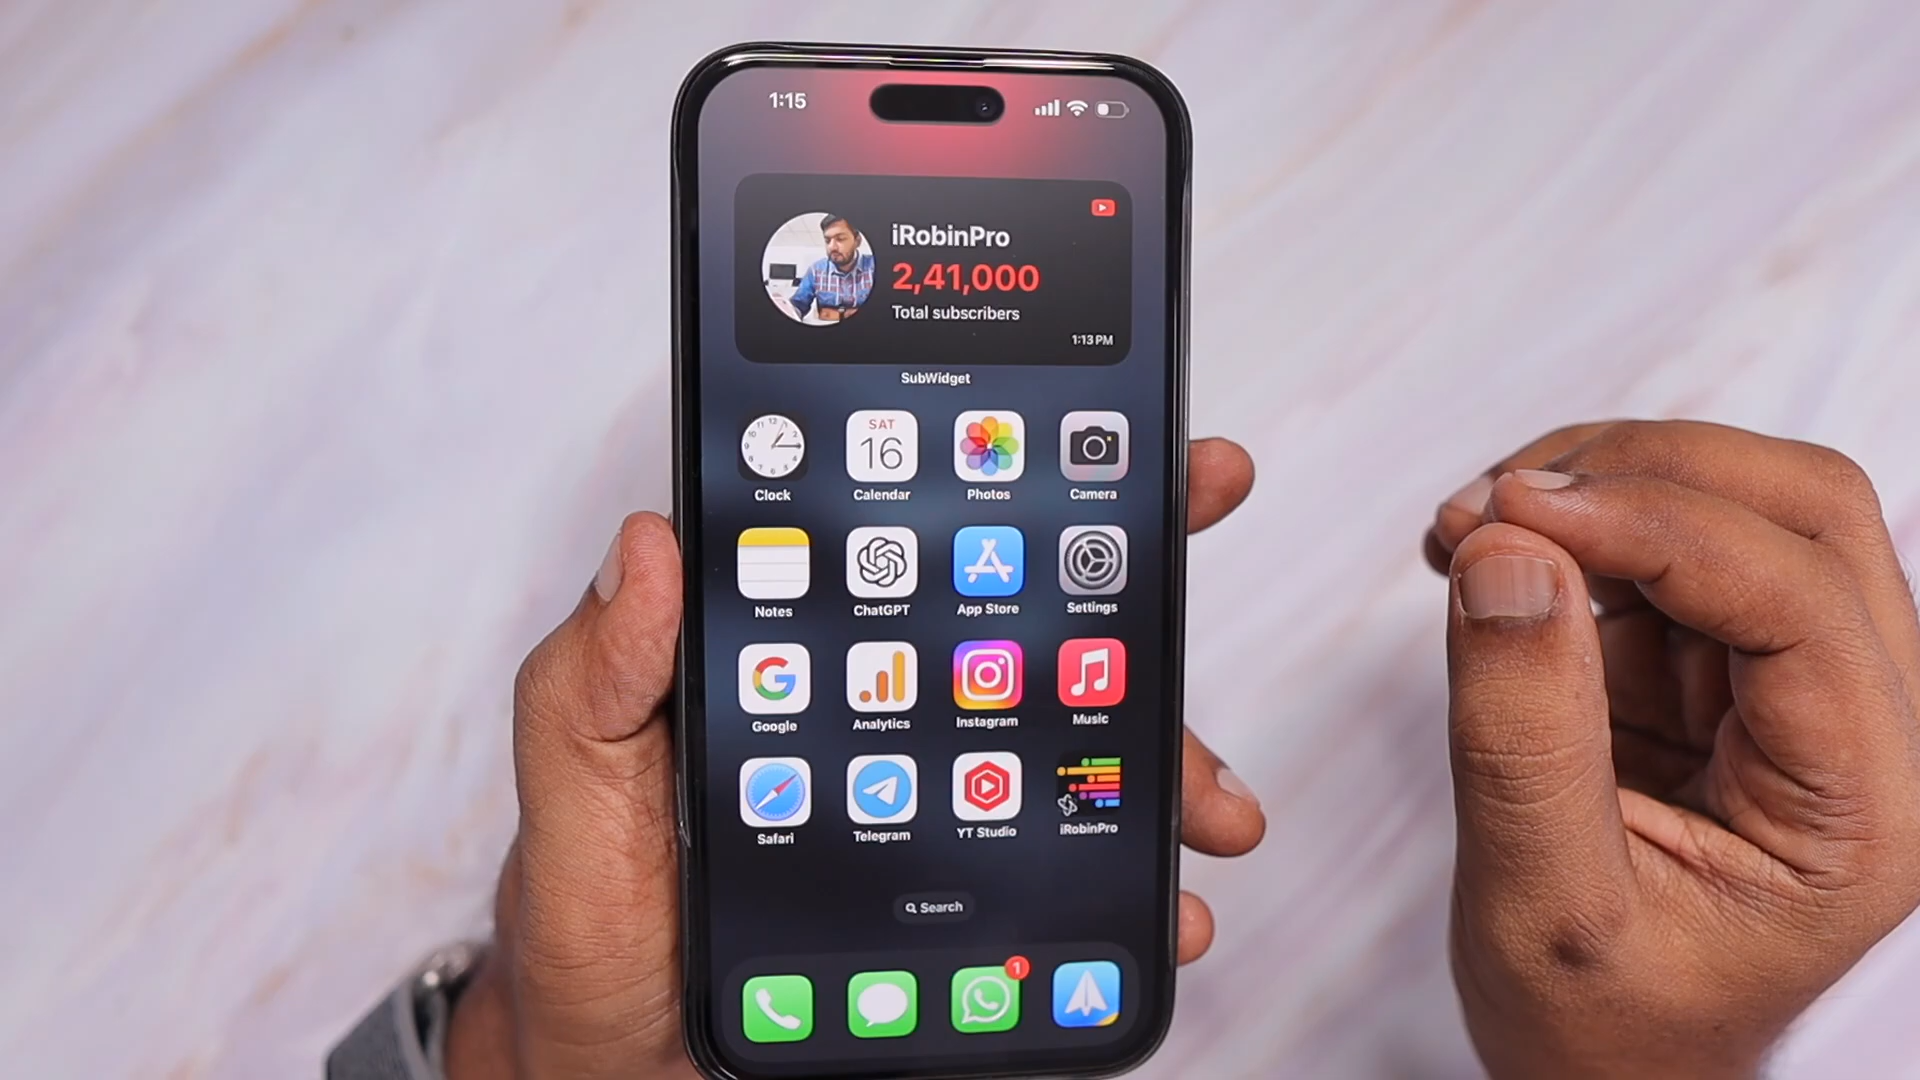 1:15
iRobinPro
2,41,000
Total subscribers
1:13 PM
SubWidget
SAT
16
Clock
Calendar
Photos
Camera
Notes
ChatGPT
App Store
Settings
Google
Analytics
Instagram
Music
Safari
Telegram
YT Studio
iRobinPro
Search
1